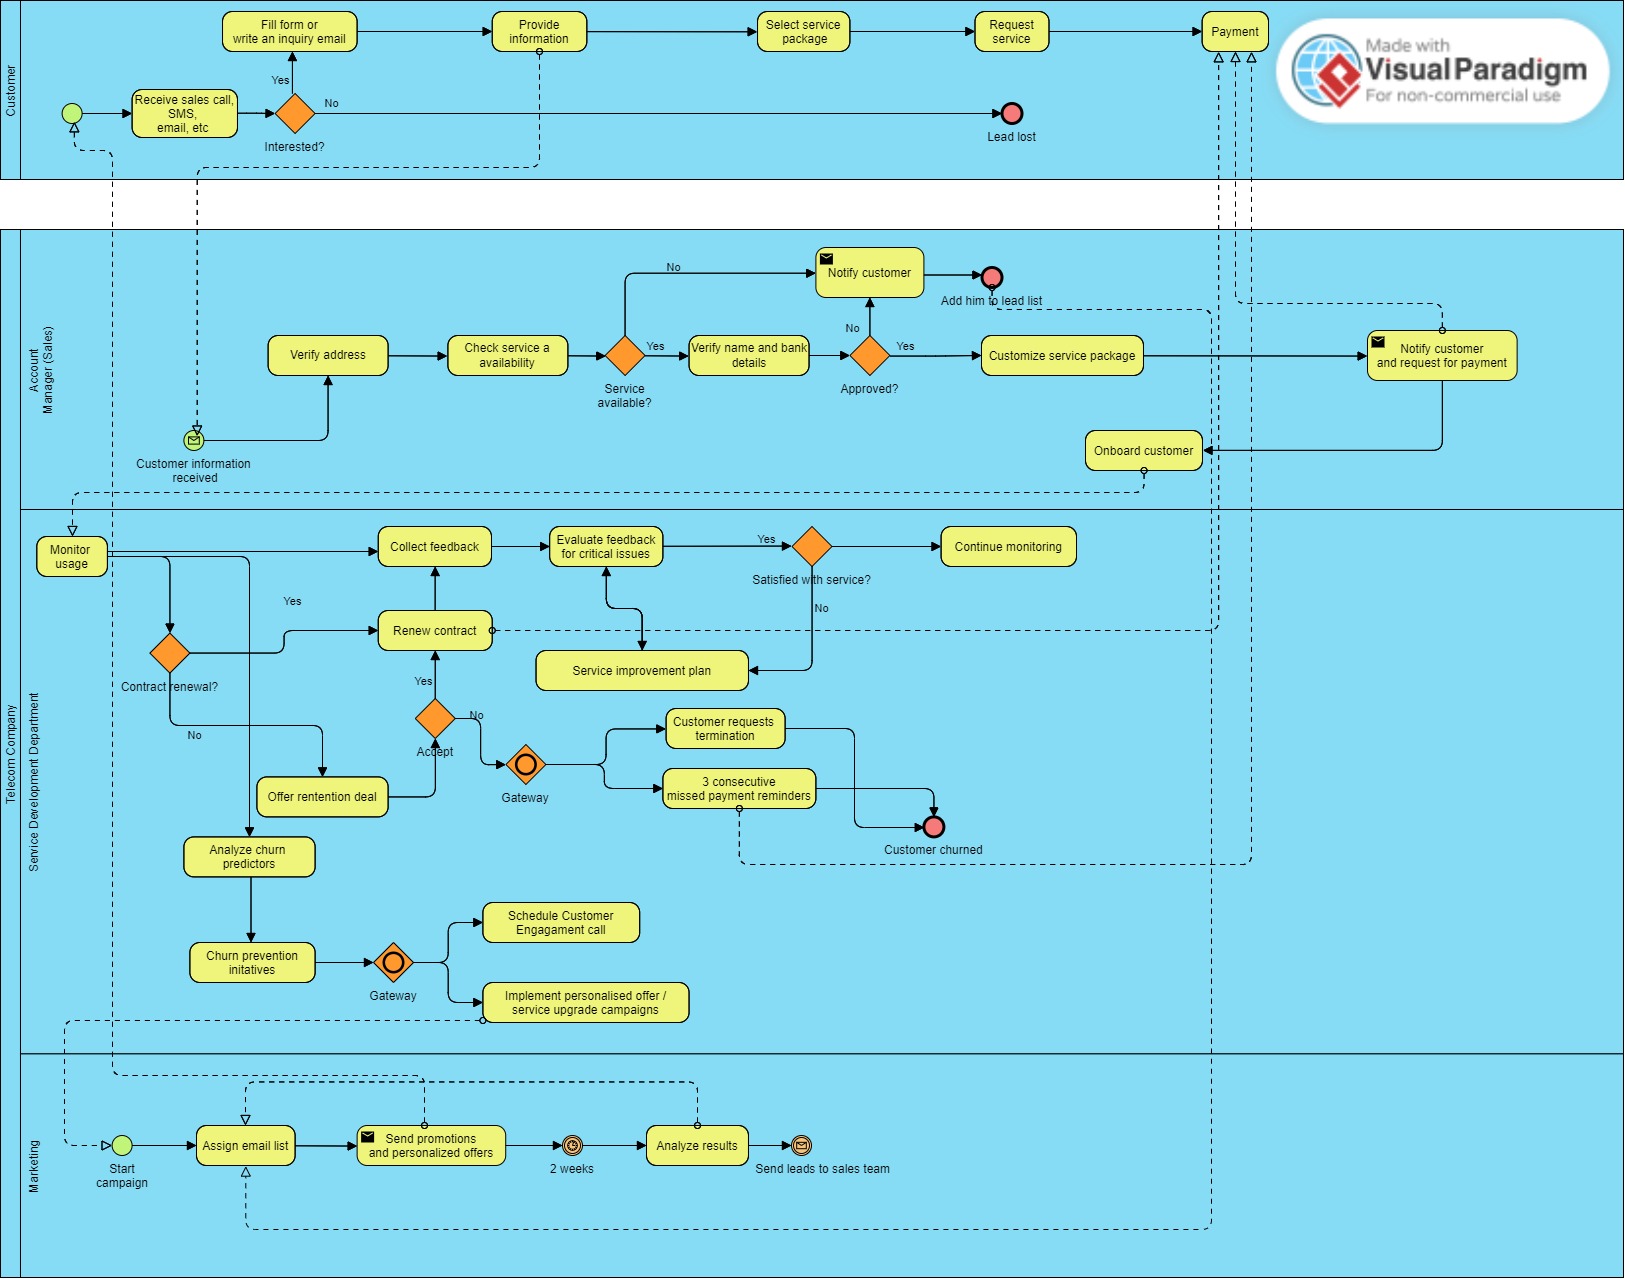 Customer
Fill form or
write an inquiry email
Provide
information
Select service
package
Request
service
Payment
Made with
Visual Paradigm
For non-commercial use
Yes
Receive sales call,
SMS,
email, etc
No
Interested?
Lead lost
Telecom Company
Account
Manager (Sales)
Notify customer
No
Add him to lead list
No
Verify address
Check service a
availability
Yes
Verify name and bank
details
Yes
Customize service package
Notify customer
and request for payment
Service
available?
Approved?
Onboard customer
Customer information
received
Service Development Department
Monitor
usage
Collect feedback
Evaluate feedback
for critical issues
Yes
Continue monitoring
Satisfied with service?
Yes
No
Renew contract
Service improvement plan
Contract renewal?
Yes
No
No
Accept
Customer requests
termination
Gateway
Offer rentention deal
3 consecutive
missed payment reminders
Customer churned
Analyze churn
predictors
Schedule Customer
Engagament call
Churn prevention
initatives
Gateway
Implement personalised offer /
service upgrade campaigns
Marketing
Start
campaign
Assign email list
Send promotions
and personalized offers
2 weeks
Analyze results
Send leads to sales team